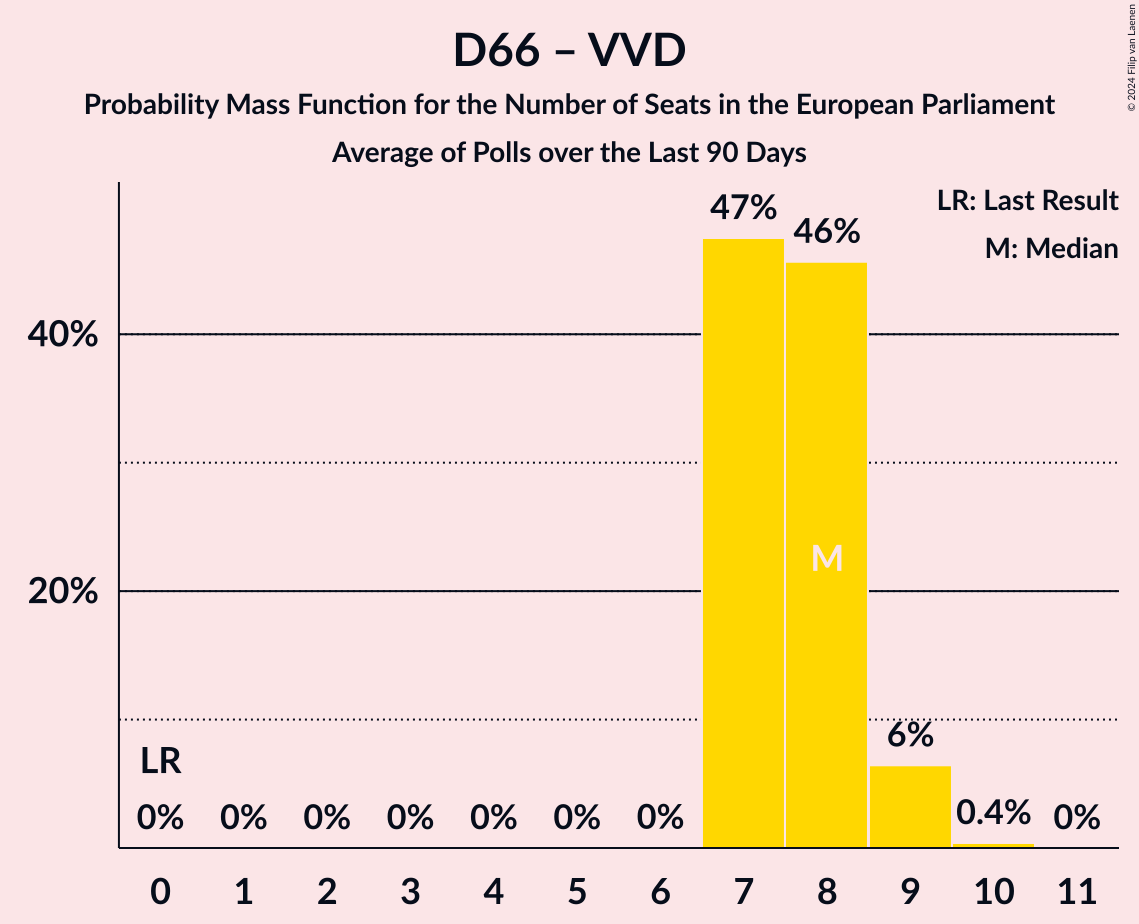 D66 – VVD
Probability Mass Function for the Number of Seats in the European Parliament
Average of Polls over the Last 90 Days
© 2024 Filip van Laenen
LR: Last Result
M: Median
47%
46%
40%
M
20%
6%
LR
0% 0% 0% 0% 0% 0% 0% 0.4% 0%
0 1 2 3 4 5 6 7 8 9 10 11